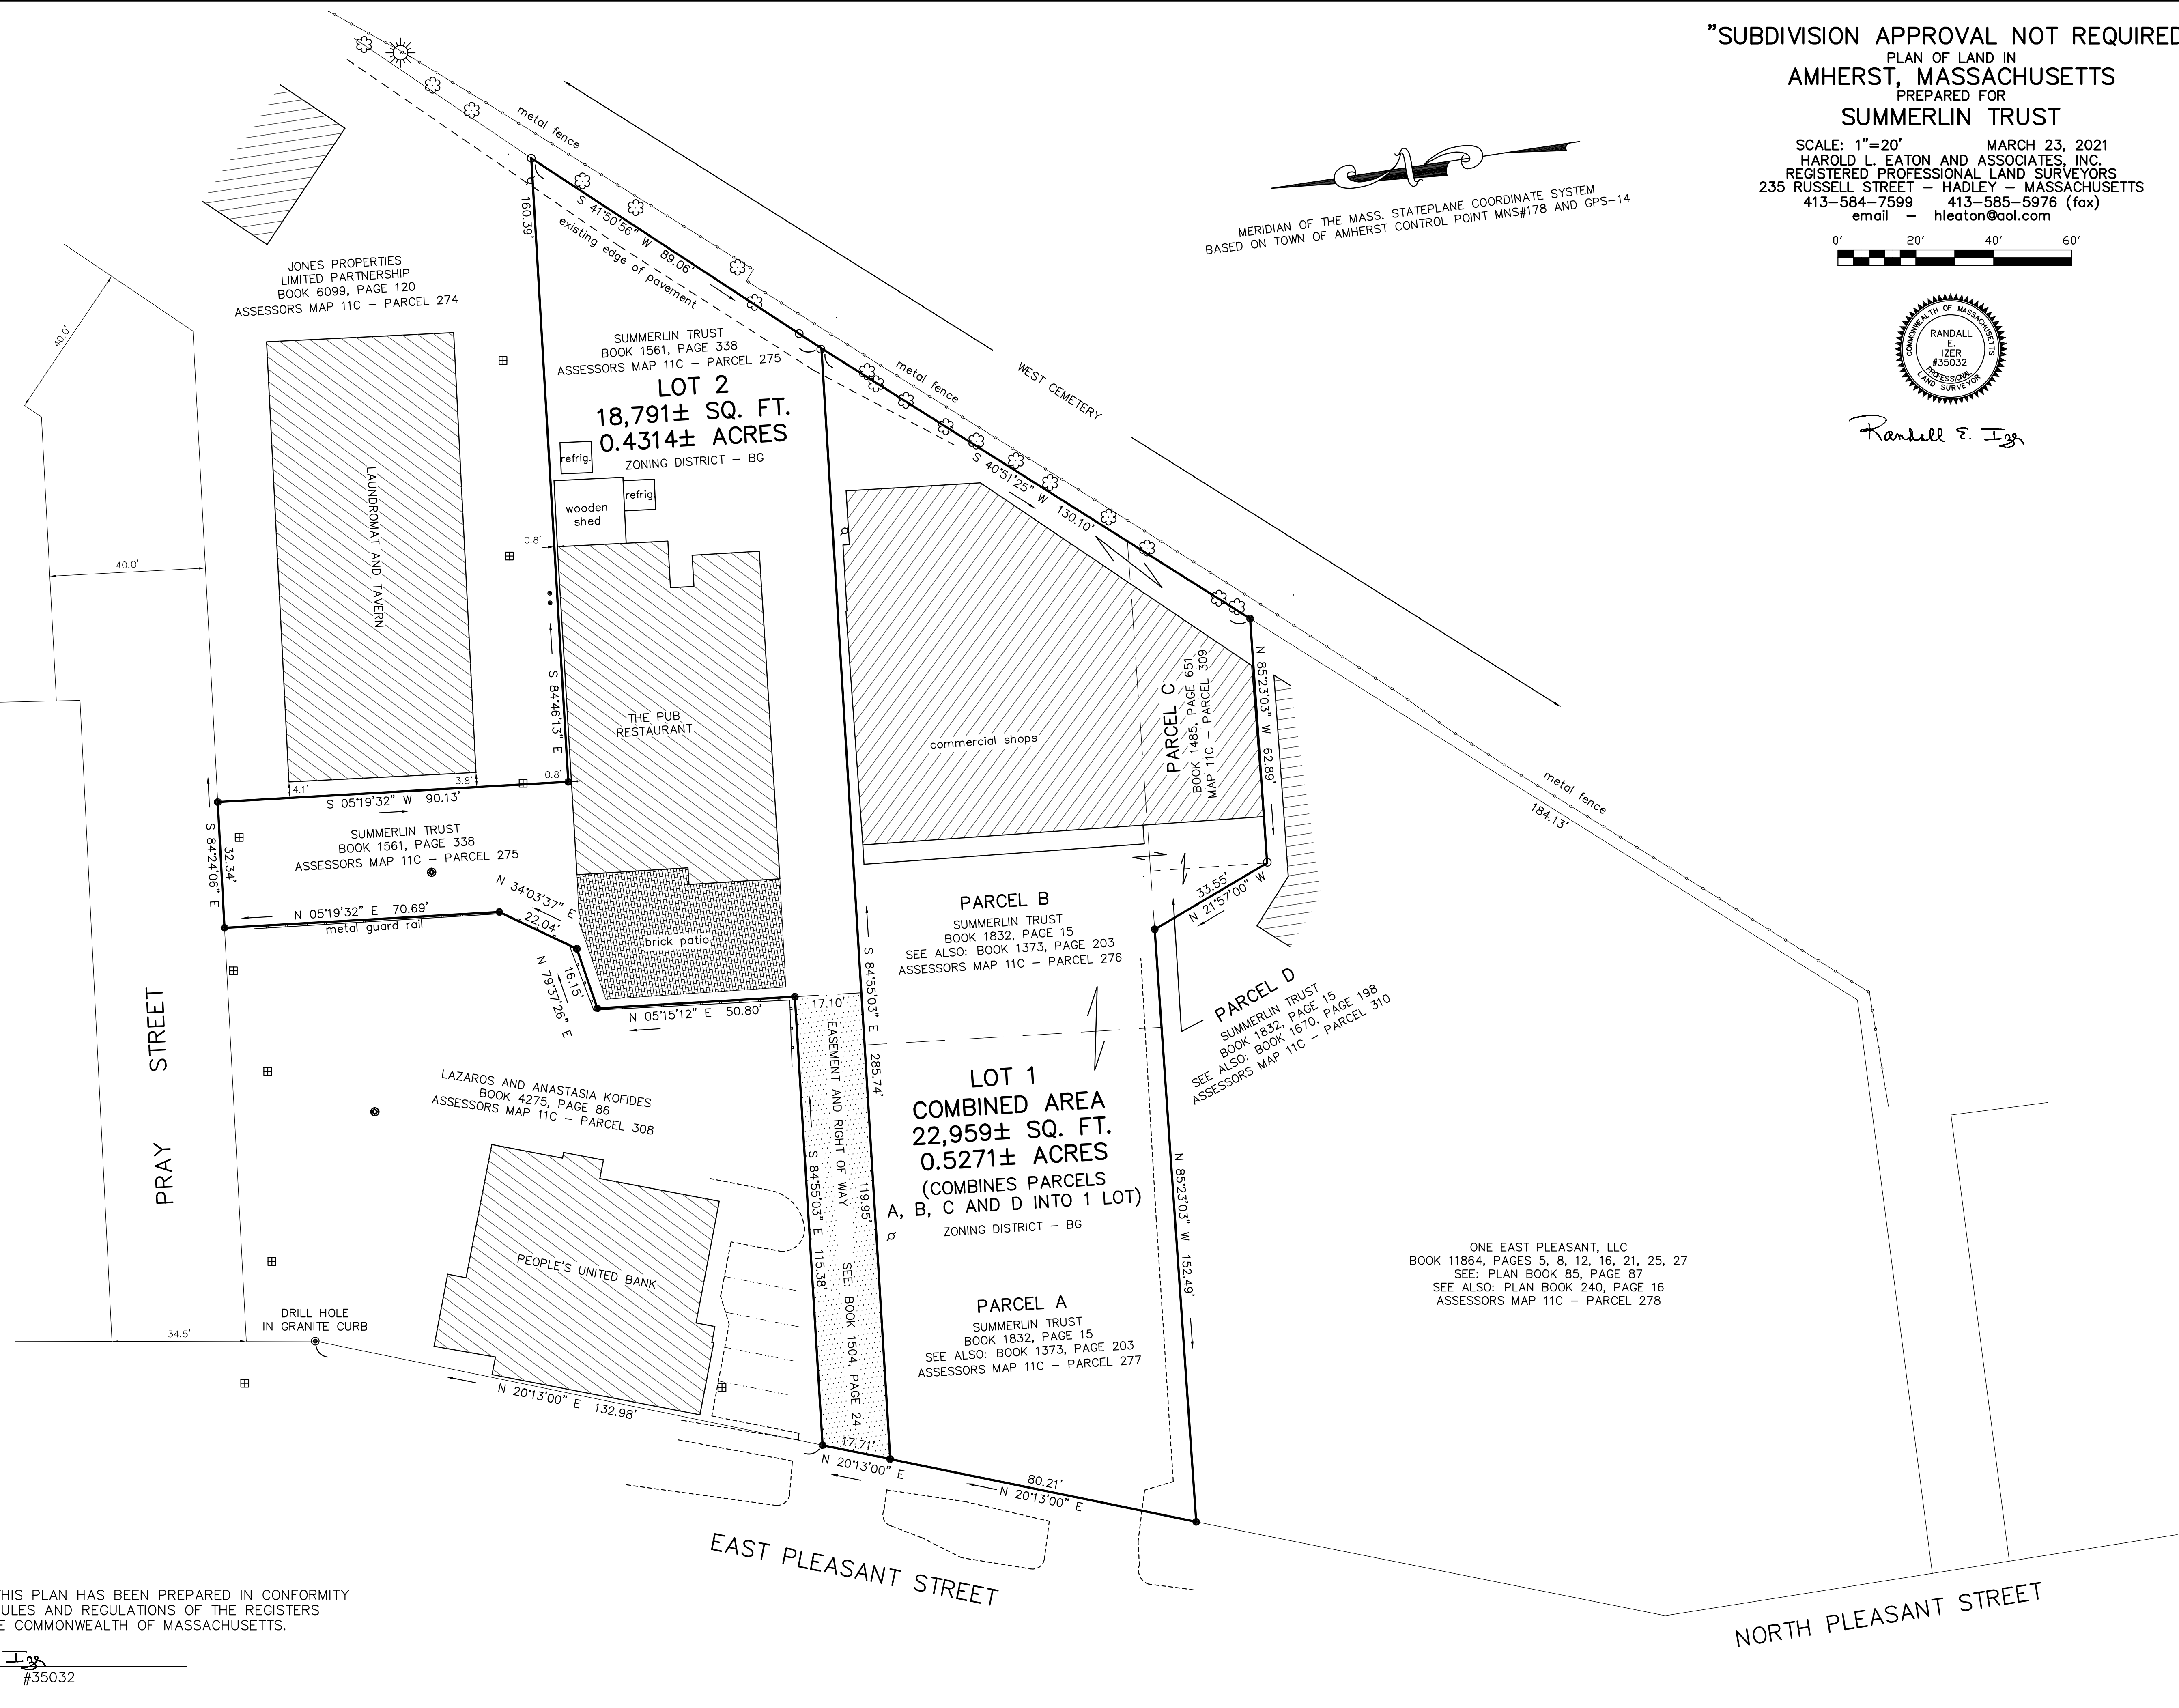 "SUBDIVISION APPROVAL NOT REQUIRED
PLAN OF LAND IN
AMHERST, MASSACHUSETTS
PREPARED FOR
SUMMERLIN TRUST
SCALE: 1"=20' MARCH 23, 2021
HAROLD L. EATON AND ASSOCIATES, INC.
REGISTERED PROFESSIONAL LAND SURVEYORS
235 RUSSELL STREET – HADLEY – MASSACHUSETTS
413-584-7599 413-585-5976 (fax)
email – hleaton@aol.com
0' 20' 40' 60'
COMMONWEALTH OF MASSACHUSETTS
RANDALL
E.
IZER
#35032
PROFESSIONAL
LAND SURVEYOR
Randall E. Izer
N
MERIDIAN OF THE MASS. STATEPLANE COORDINATE SYSTEM
BASED ON TOWN OF AMHERST CONTROL POINT MNS#178 AND GPS-14
metal fence
S 41°50'56" W 89.06'
existing edge of pavement
160.39'
JONES PROPERTIES
LIMITED PARTNERSHIP
BOOK 6099, PAGE 120
ASSESSORS MAP 11C – PARCEL 274
40.0'
SUMMERLIN TRUST
BOOK 1561, PAGE 338
ASSESSORS MAP 11C – PARCEL 275
LOT 2
18,791± SQ. FT.
0.4314± ACRES
ZONING DISTRICT – BG
refrig.
refrig.
wooden
shed
0.8'
metal fence
WEST CEMETERY
S 40°51'25" W 130.10'
LAUNDROMAT AND TAVERN
40.0'
S 84°46'13" E
THE PUB
RESTAURANT
commercial shops
PARCEL C
BOOK 1485, PAGE 651
MAP 11C – PARCEL 309
N 85°23'03" W 62.89'
metal fence
184.13'
4.1'
3.8'
0.8'
S 05°19'32" W 90.13'
SUMMERLIN TRUST
BOOK 1561, PAGE 338
ASSESSORS MAP 11C – PARCEL 275
S 84°24'06" E
32.34'
N 05°19'32" E 70.69'
metal guard rail
N 34°03'37" E
22.04'
brick patio
16.15'
N 79°37'26" E
N 05°15'12" E 50.80'
17.10'
PARCEL B
SUMMERLIN TRUST
BOOK 1832, PAGE 15
SEE ALSO: BOOK 1373, PAGE 203
ASSESSORS MAP 11C – PARCEL 276
33.55'
N 21°57'00" W
PARCEL D
SUMMERLIN TRUST
BOOK 1832, PAGE 15
SEE ALSO: BOOK 1670, PAGE 198
ASSESSORS MAP 11C – PARCEL 310
S 84°55'03" E 285.74'
EASEMENT AND RIGHT OF WAY SEE: BOOK 1504, PAGE 24
119.95'
S 84°55'03" E 115.38'
LOT 1
COMBINED AREA
22,959± SQ. FT.
0.5271± ACRES
(COMBINES PARCELS
A, B, C AND D INTO 1 LOT)
ZONING DISTRICT – BG
N 85°23'03" W 152.49'
PRAY STREET
LAZAROS AND ANASTASIA KOFIDES
BOOK 4275, PAGE 86
ASSESSORS MAP 11C – PARCEL 308
PEOPLE'S UNITED BANK
DRILL HOLE
IN GRANITE CURB
34.5'
N 20°13'00" E 132.98'
PARCEL A
SUMMERLIN TRUST
BOOK 1832, PAGE 15
SEE ALSO: BOOK 1373, PAGE 203
ASSESSORS MAP 11C – PARCEL 277
ONE EAST PLEASANT, LLC
BOOK 11864, PAGES 5, 8, 12, 16, 21, 25, 27
SEE: PLAN BOOK 85, PAGE 87
SEE ALSO: PLAN BOOK 240, PAGE 16
ASSESSORS MAP 11C – PARCEL 278
17.71'
N 20°13'00" E
80.21'
N 20°13'00" E
EAST PLEASANT STREET
NORTH PLEASANT STREET
THIS PLAN HAS BEEN PREPARED IN CONFORMITY
ULES AND REGULATIONS OF THE REGISTERS
E COMMONWEALTH OF MASSACHUSETTS.
Izer
#35032